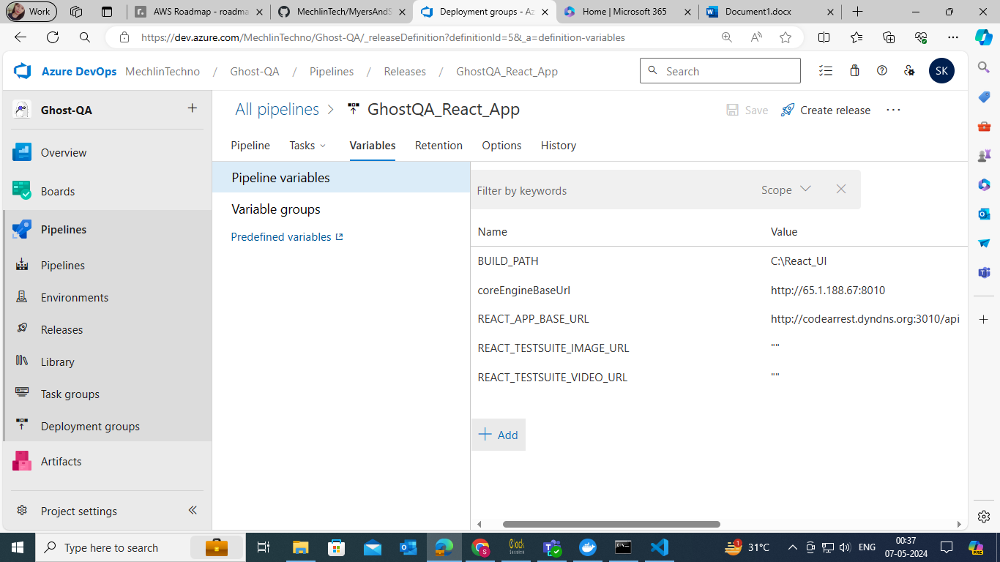 Work
AWS Roadmap - roadma
MechlinTech/MyersAndS
Deployment groups - Az
Home | Microsoft 365
Document1.docx
https://dev.azure.com/MechlinTechno/Ghost-QA/_releaseDefinition?definitionId=5&_a=definition-variables
Azure DevOps MechlinTechno / Ghost-QA / Pipelines / Releases / GhostQA_React_App
Search
SK
Ghost-QA
All pipelines > GhostQA_React_App
Save
Create release
Pipeline Tasks Variables Retention Options History
Overview
Boards
Pipelines
Pipelines
Environments
Releases
Library
Task groups
Deployment groups
Artifacts
Project settings
Pipeline variables
Variable groups
Predefined variables
Filter by keywords
Scope
Name Value
BUILD_PATH C:\React_UI
coreEngineBaseUrl http://65.1.188.67:8010
REACT_APP_BASE_URL http://codearrest.dyndns.org:3010/api
REACT_TESTSUITE_IMAGE_URL ""
REACT_TESTSUITE_VIDEO_URL ""
Add
Type here to search
31°C
ENG
00:37
07-05-2024